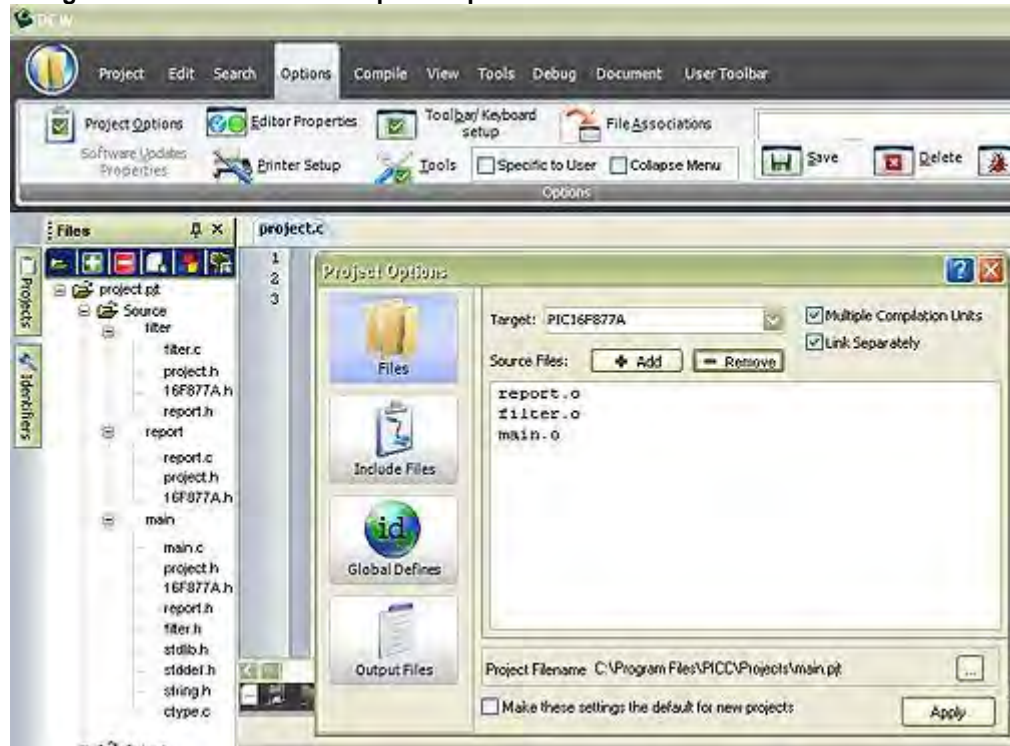 Project Edit Search Options Compile View Tools Debug Document User Toolbar
Project Options Editor Properties Toolbar/ Keyboard setup File Associations
Software Updates Properties Printer Setup Tools Specific to User Collapse Menu Save Delete
Options
Files
project.c
Projects
Identifiers
project.pjt
Source
filter
filter.c
project.h
16F877A.h
report.h
report
report.c
project.h
16F877A.h
main
main.c
project.h
16F877A.h
report.h
filter.h
stdlib.h
stddef.h
string.h
ctype.c
1
2
3
Project Options
Files
Include Files
id
Global Defines
Output Files
Target: PIC16F877A
Multiple Compilation Units
Link Separately
Source Files: Add Remove
report.o
filter.o
main.o
Project Filename C:\Program Files\PICC\Projects\main.pjt ...
Make these settings the default for new projects
Apply